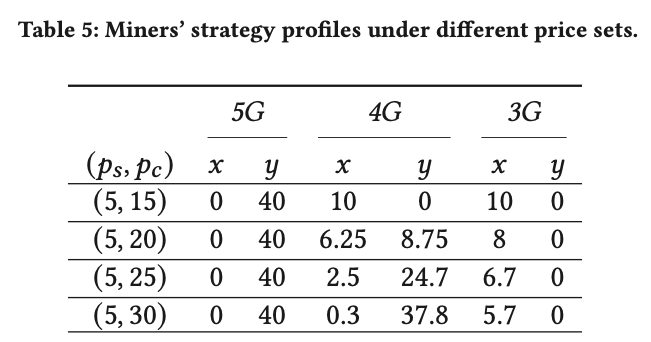 Table 5: Miners' strategy profiles under different price sets.
5G 4G 3G
(ps, pc) x y x y x y
(5, 15) 0 40 10 0 10 0
(5, 20) 0 40 6.25 8.75 8 0
(5, 25) 0 40 2.5 24.7 6.7 0
(5, 30) 0 40 0.3 37.8 5.7 0